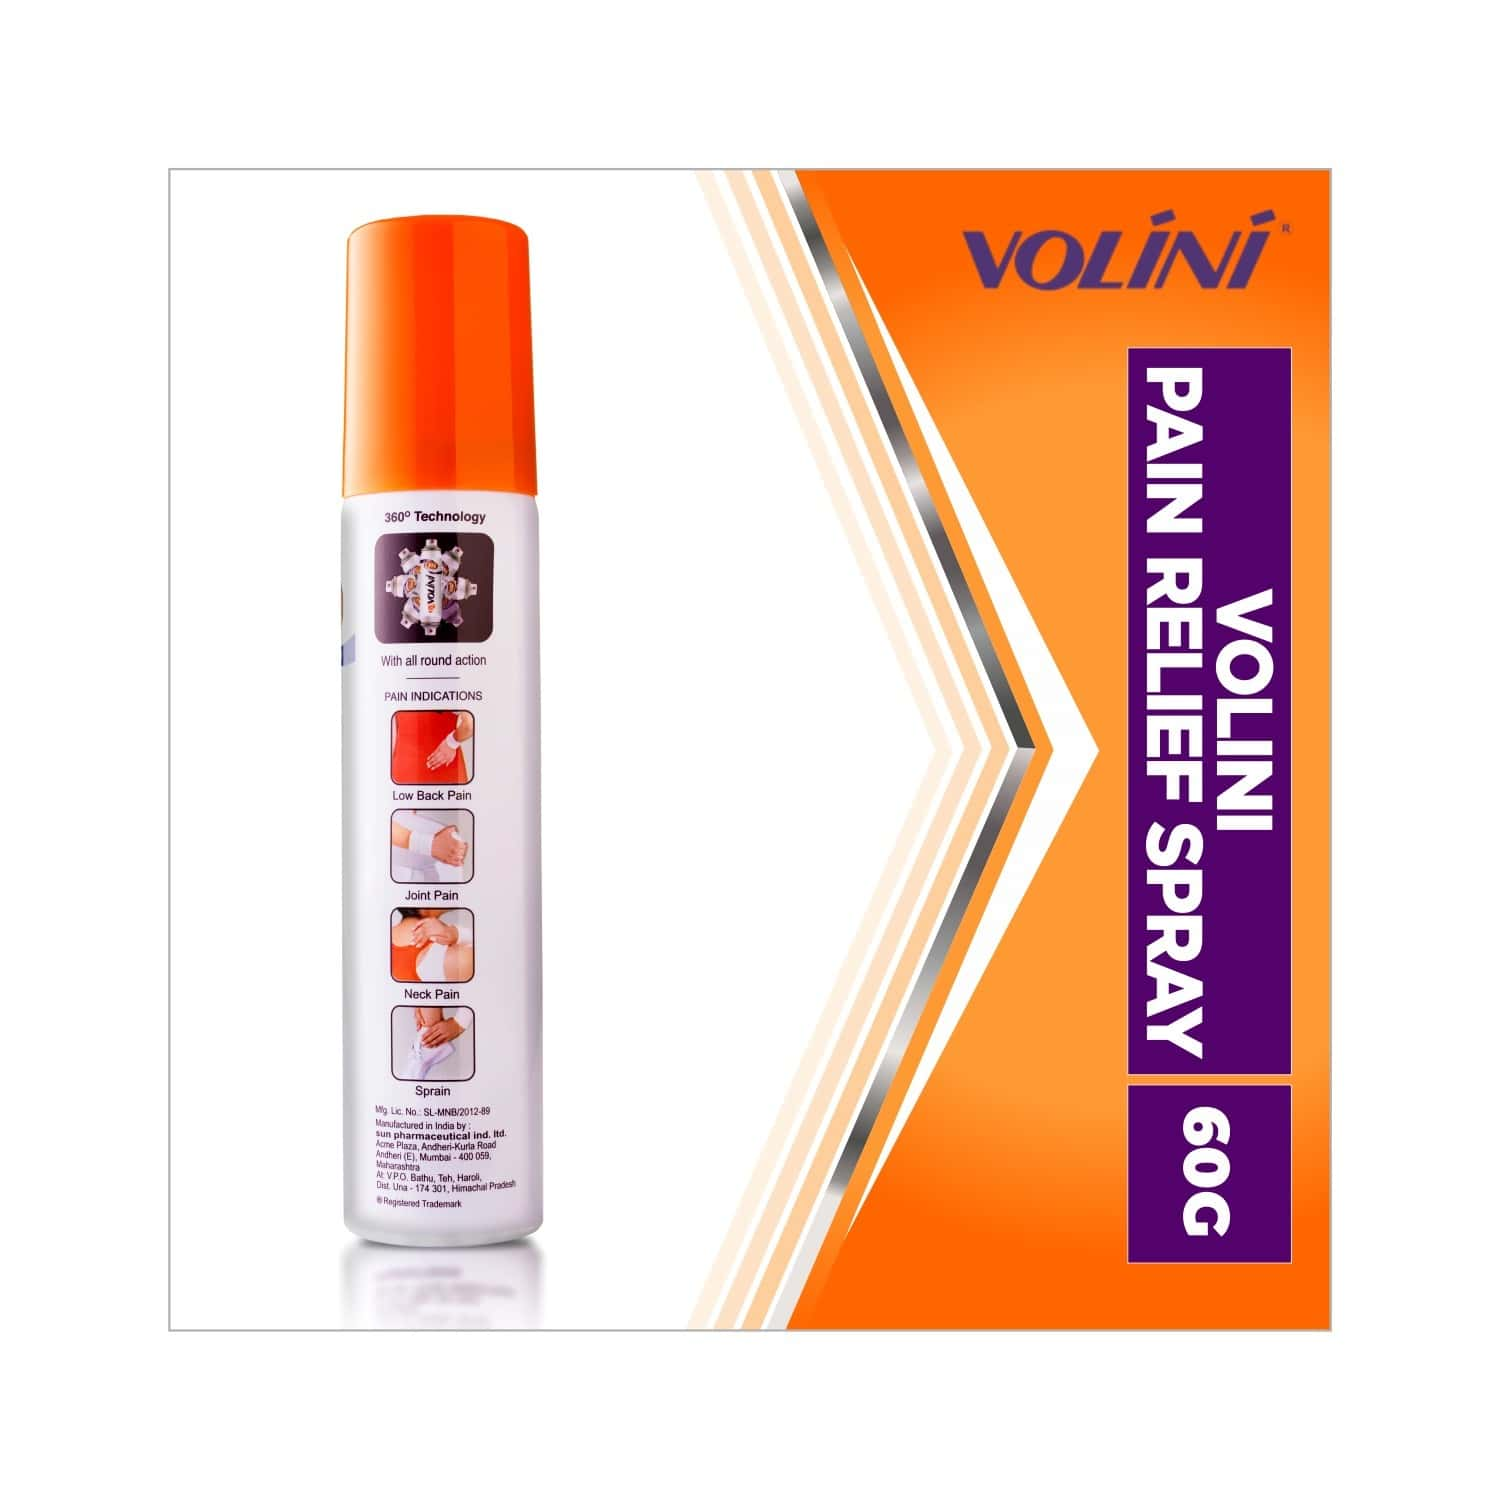 VOLINI®
VOLINI
PAIN RELIEF SPRAY
60G
360° Technology
VOLINI
With all round action
PAIN INDICATIONS
Low Back Pain
Joint Pain
Neck Pain
Sprain
Mfg. Lic. No.: SL-MNB/2012-89
Manufactured in India by :
sun pharmaceutical ind. ltd.
Acme Plaza, Andheri-Kurla Road
Andheri (E), Mumbai - 400 059,
Maharashtra
At: V.P.O. Bathu, Teh, Haroli,
Dist. Una - 174 301, Himachal Pradesh
® Registered Trademark